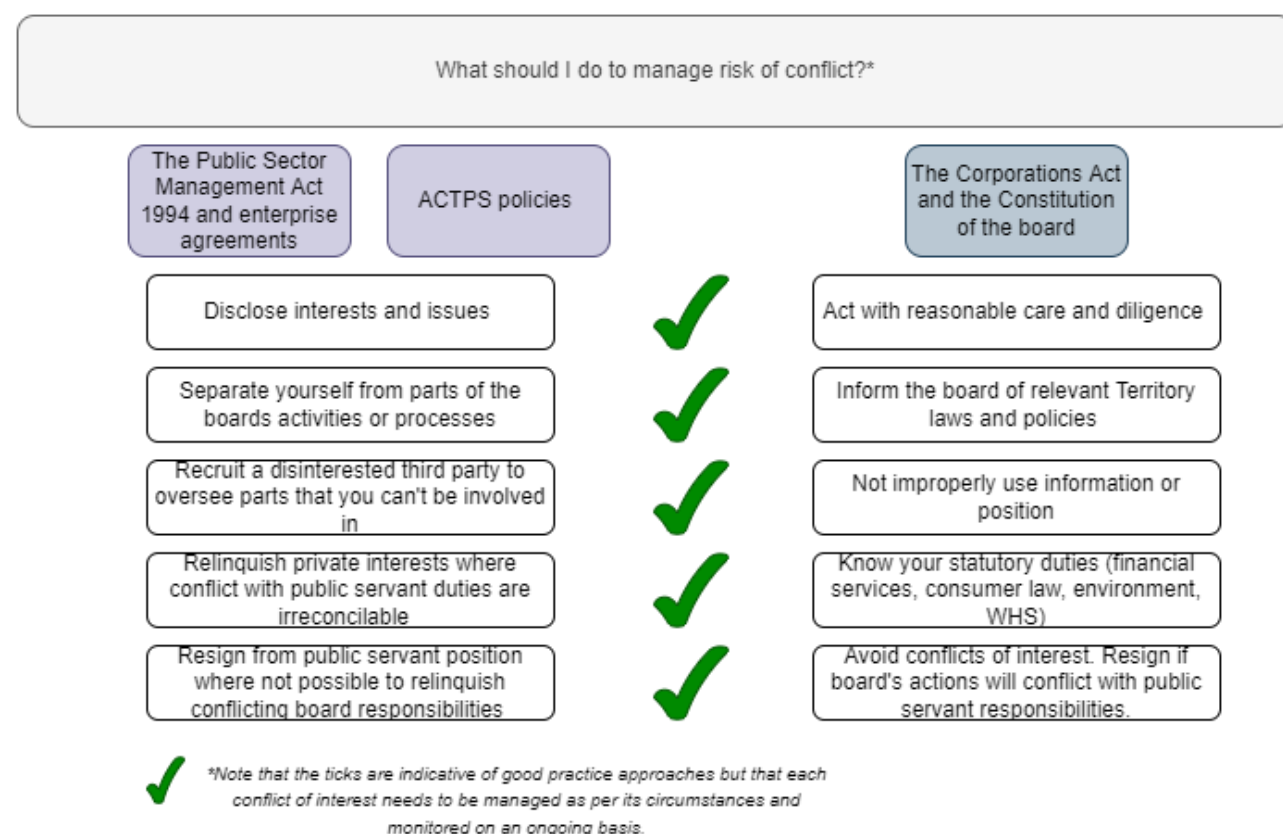 What should I do to manage risk of conflict?*
The Public Sector
Management Act
1994 and enterprise
agreements
ACTPS policies
The Corporations Act
and the Constitution
of the board
Disclose interests and issues
Act with reasonable care and diligence
Separate yourself from parts of the
boards activities or processes
Inform the board of relevant Territory
laws and policies
Recruit a disinterested third party to
oversee parts that you can't be involved
in
Not improperly use information or
position
Relinquish private interests where
conflict with public servant duties are
irreconcilable
Know your statutory duties (financial
services, consumer law, environment,
WHS)
Resign from public servant position
where not possible to relinquish
conflicting board responsibilities
Avoid conflicts of interest. Resign if
board's actions will conflict with public
servant responsibilities.
*Note that the ticks are indicative of good practice approaches but that each
conflict of interest needs to be managed as per its circumstances and
monitored on an ongoing basis.